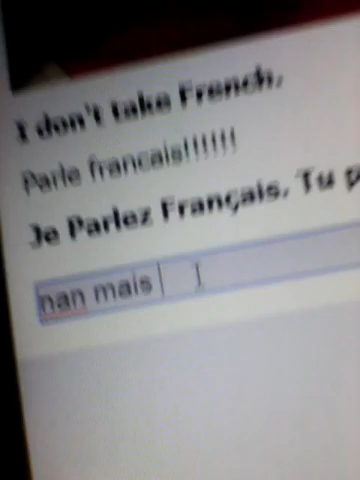 I don't take French.
Parle francais!!!!!!
Je Parlez Français. Tu
nan mais